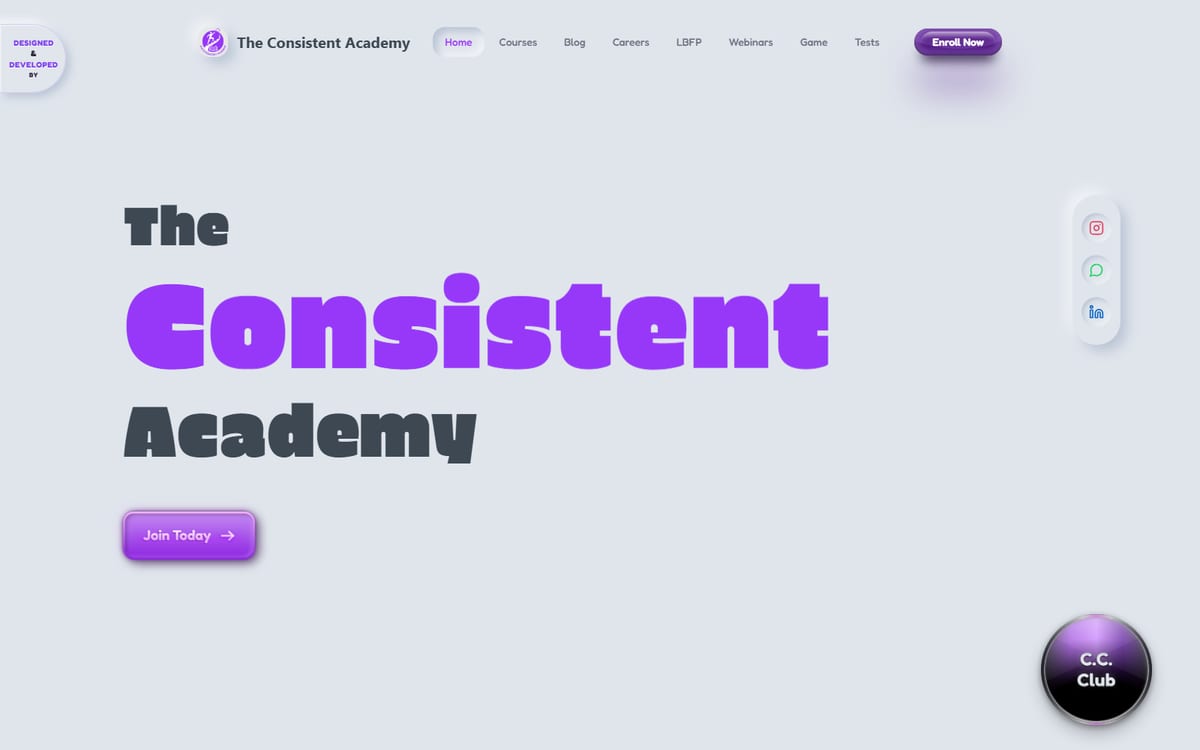 DESIGNED
&
DEVELOPED
BY
The Consistent Academy
Home
Courses
Blog
Careers
LBFP
Webinars
Game
Tests
Enroll Now
The
Consistent
Academy
Join Today
C.C.
Club